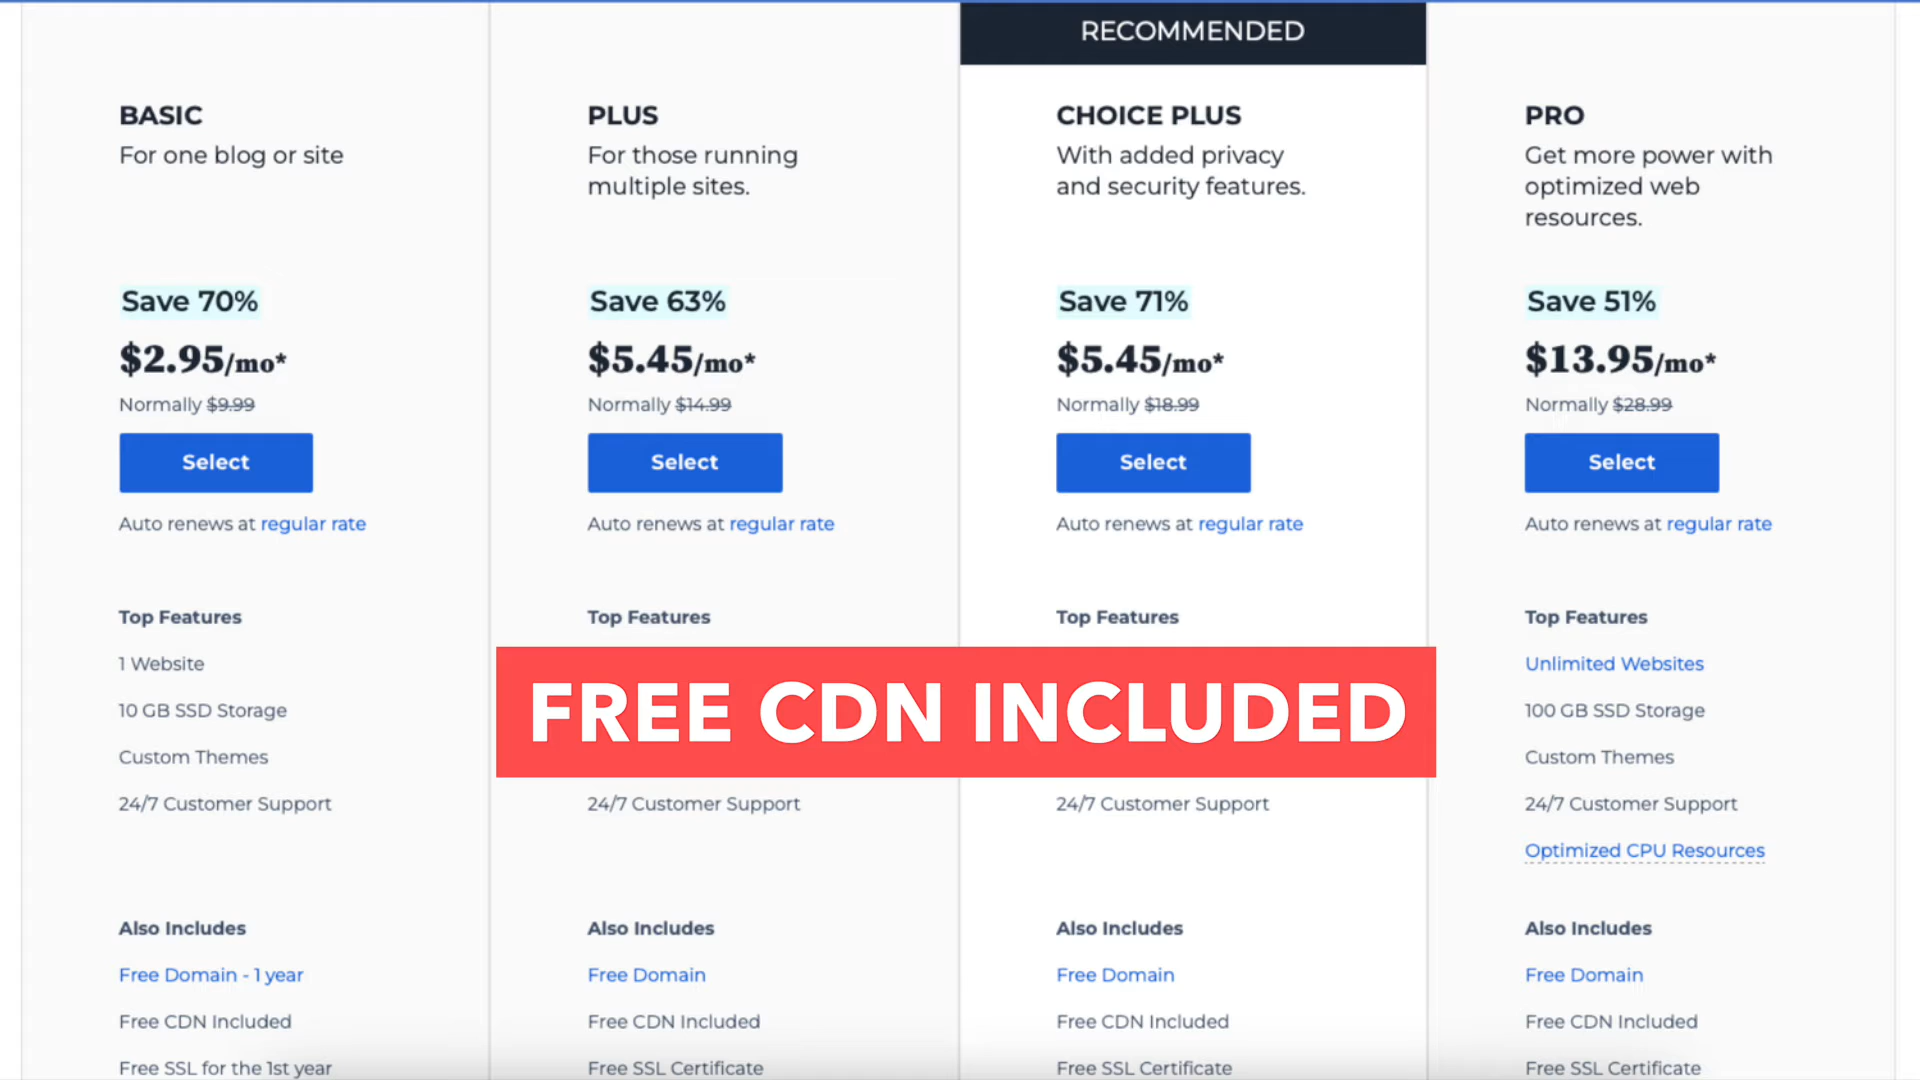 RECOMMENDED
BASIC
For one blog or site
Save 70%
$2.95/mo*
Normally $9.99
Select
Auto renews at regular rate
Top Features
1 Website
10 GB SSD Storage
Custom Themes
24/7 Customer Support
Also Includes
Free Domain - 1 year
Free CDN Included
Free SSL for the 1st year
PLUS
For those running
multiple sites.
Save 63%
$5.45/mo*
Normally $14.99
Select
Auto renews at regular rate
Top Features
24/7 Customer Support
Also Includes
Free Domain
Free CDN Included
Free SSL Certificate
CHOICE PLUS
With added privacy
and security features.
Save 71%
$5.45/mo*
Normally $18.99
Select
Auto renews at regular rate
Top Features
24/7 Customer Support
Also Includes
Free Domain
Free CDN Included
Free SSL Certificate
PRO
Get more power with
optimized web
resources.
Save 51%
$13.95/mo*
Normally $28.99
Select
Auto renews at regular rate
Top Features
Unlimited Websites
100 GB SSD Storage
Custom Themes
24/7 Customer Support
Optimized CPU Resources
Also Includes
Free Domain
Free CDN Included
Free SSL Certificate
FREE CDN INCLUDED